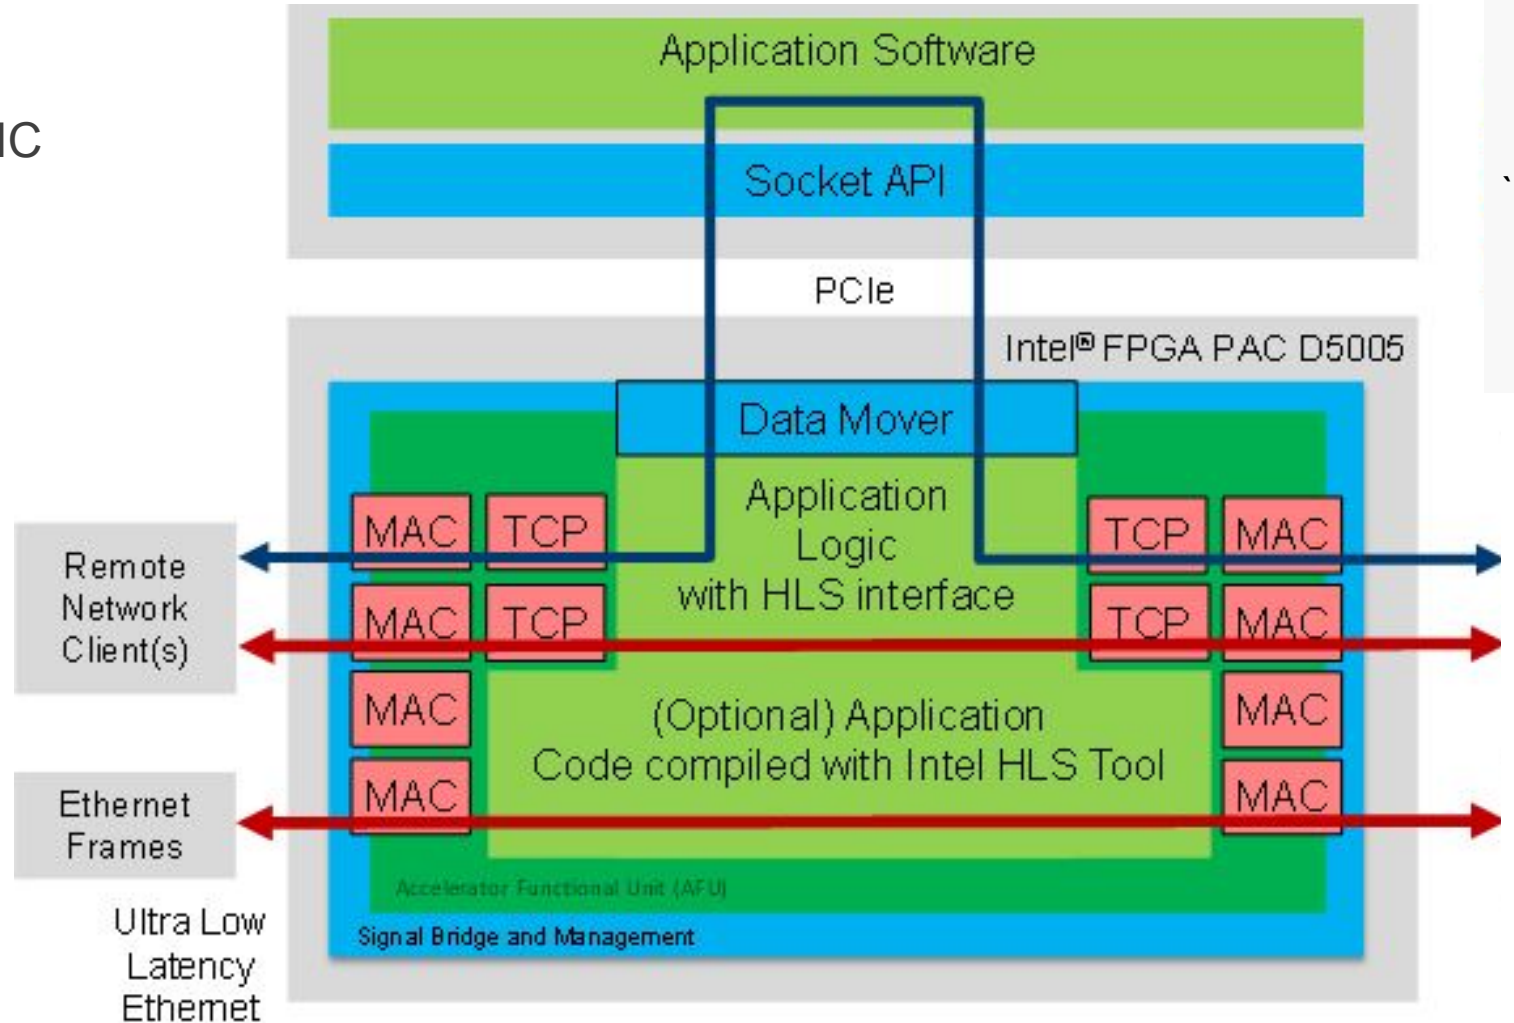 Application Software
IC
Socket API
`
PCIe
Intel® FPGA PAC D5005
Data Mover
Application
Logic
with HLS interface
MAC TCP
TCP MAC
MAC TCP
TCP MAC
MAC
MAC
MAC
MAC
(Optional) Application
Code compiled with Intel HLS Tool
Remote
Network
Client(s)
Ethernet
Frames
Accelerator Functional Unit (AFU)
Signal Bridge and Management
Ultra Low
Latency
Ethernet